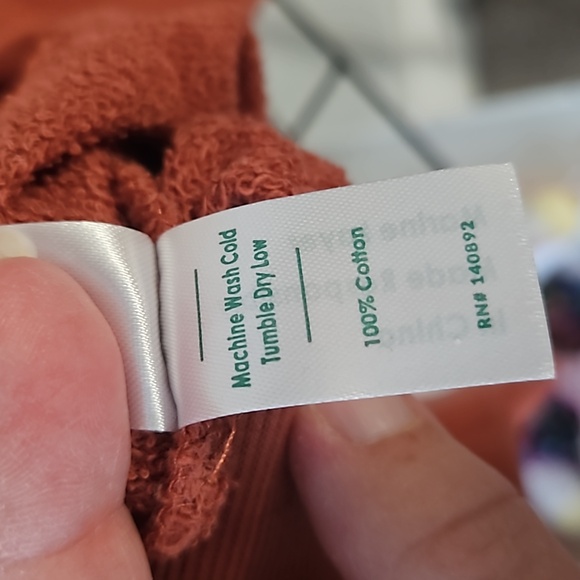 Machine Wash Cold
Tumble Dry Low
100% Cotton
RN# 140892